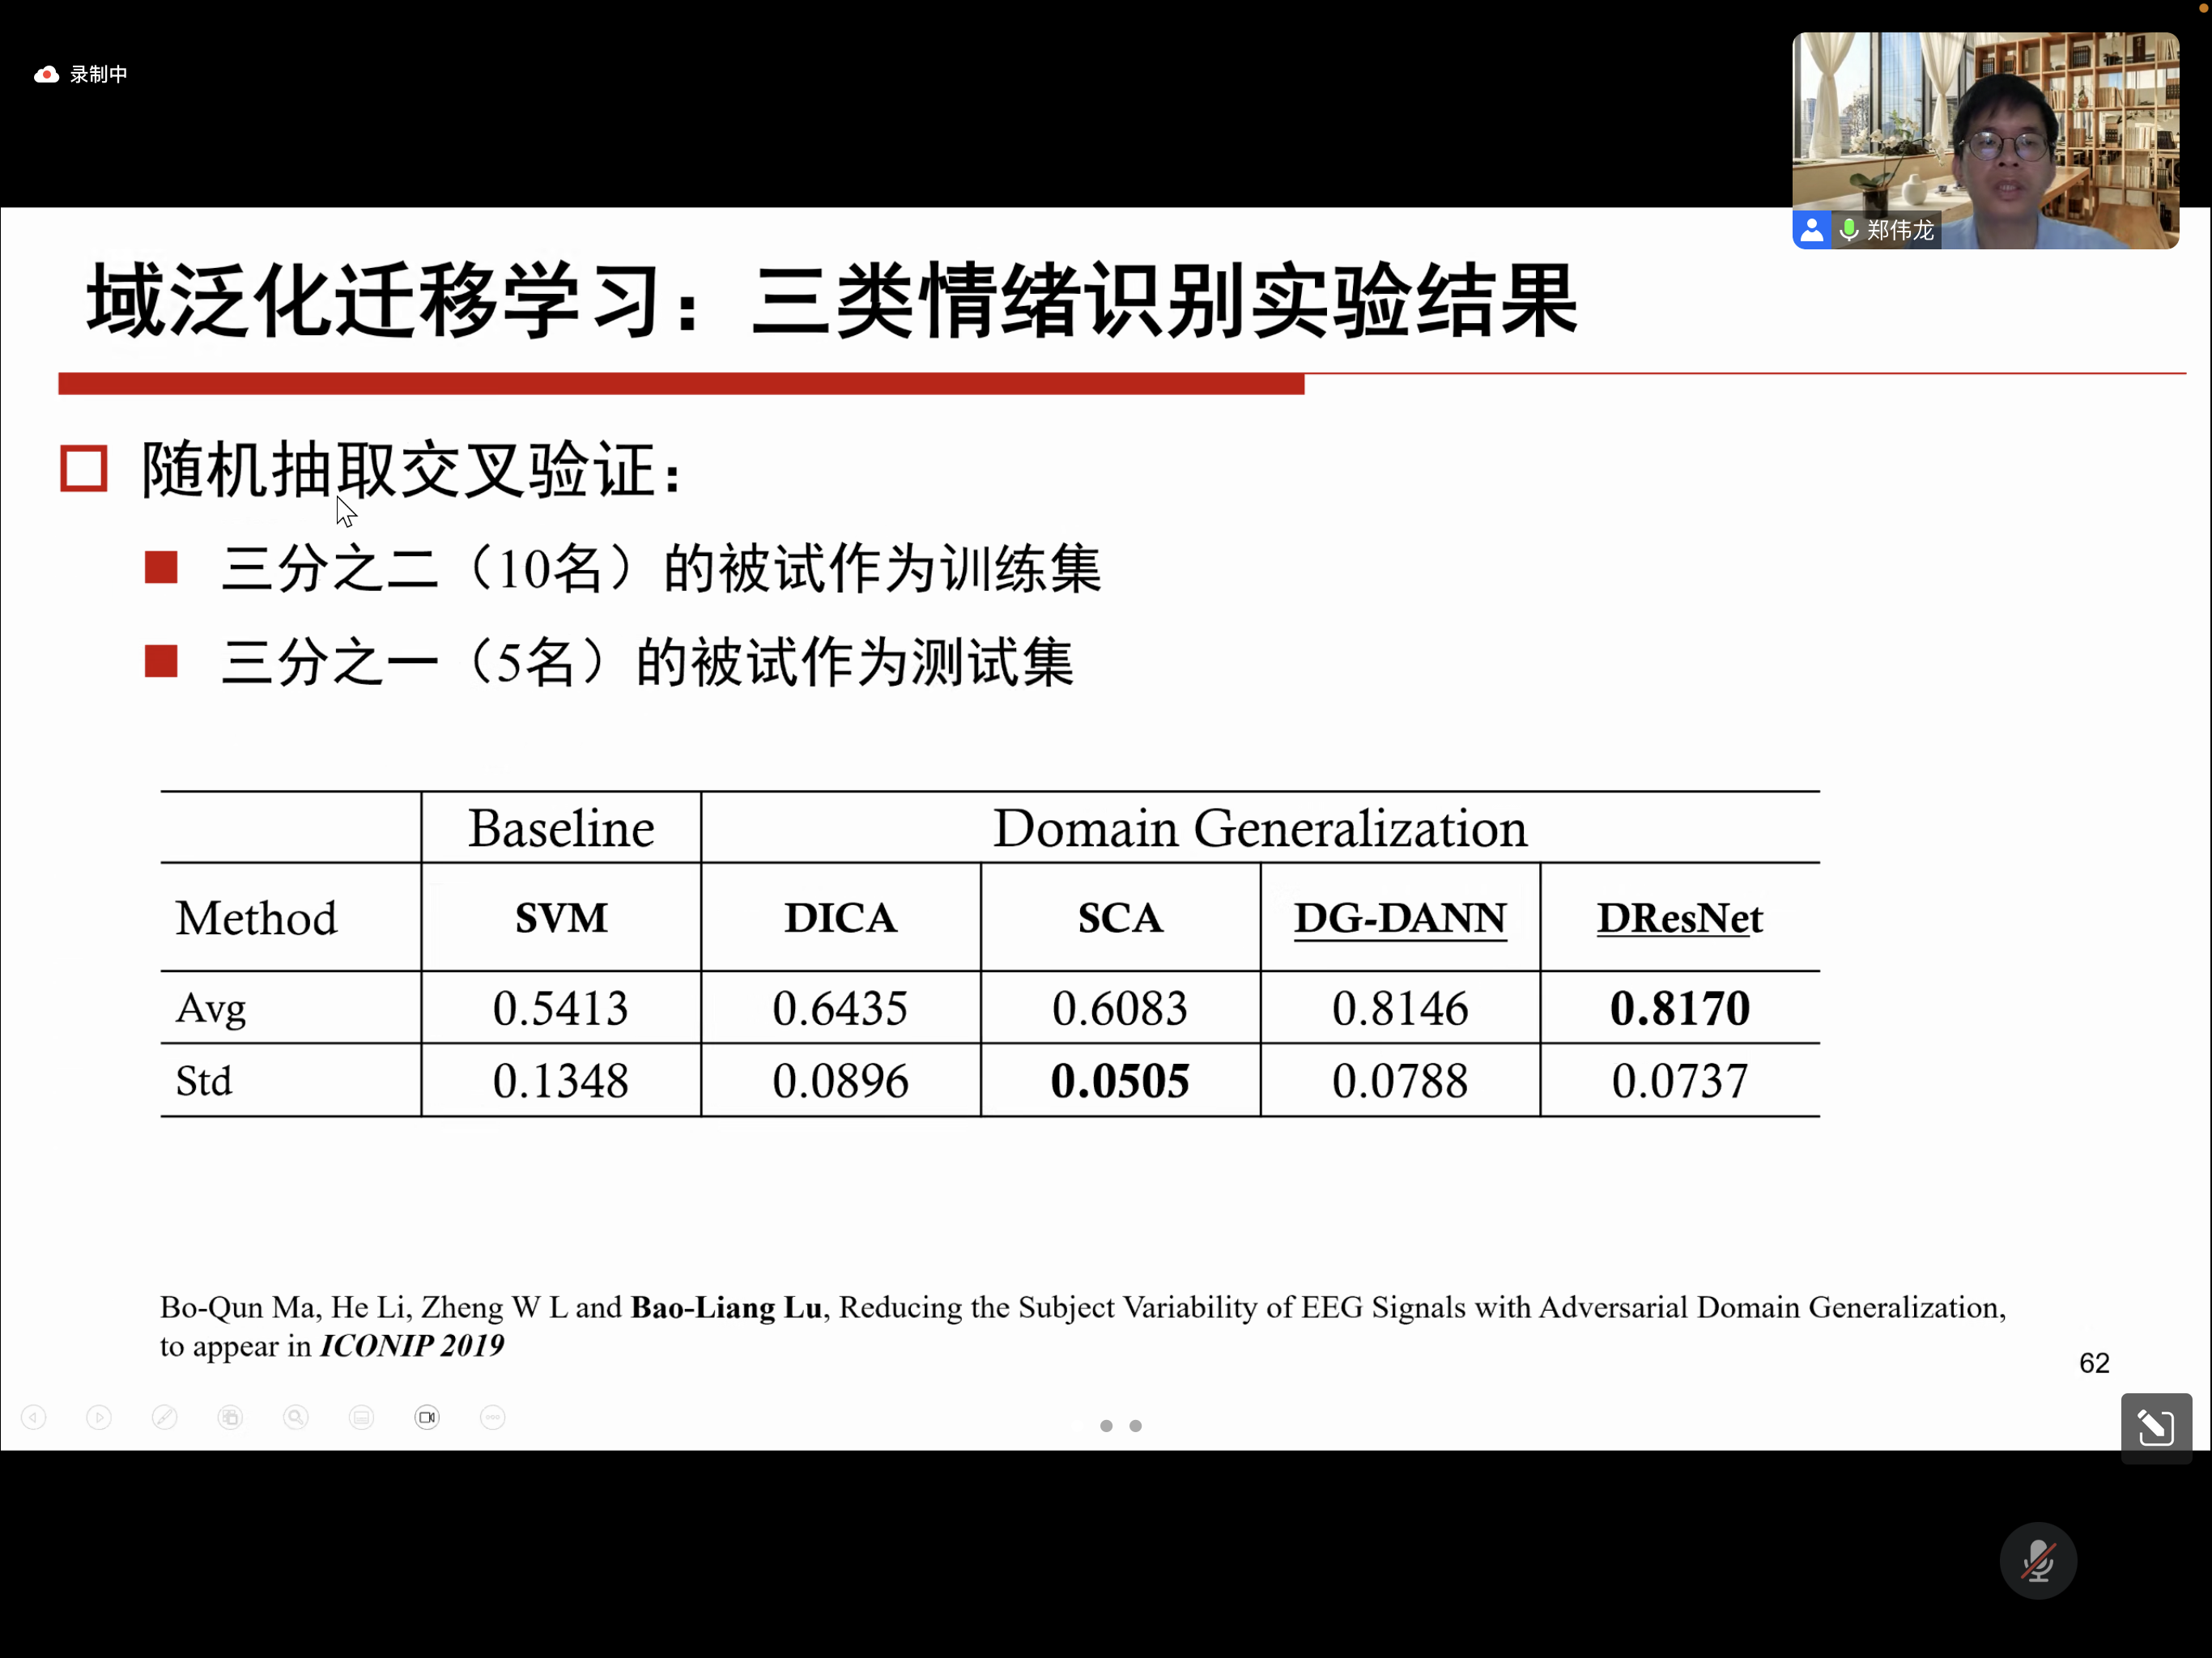 录制中
郑伟龙
域泛化迁移学习：三类情绪识别实验结果
随机抽取交叉验证：
三分之二（10名）的被试作为训练集
三分之一（5名）的被试作为测试集
Baseline Domain Generalization
Method SVM DICA SCA DG-DANN DResNet
Avg 0.5413 0.6435 0.6083 0.8146 0.8170
Std 0.1348 0.0896 0.0505 0.0788 0.0737
Bo-Qun Ma, He Li, Zheng W L and Bao-Liang Lu, Reducing the Subject Variability of EEG Signals with Adversarial Domain Generalization,
to appear in ICONIP 2019
62